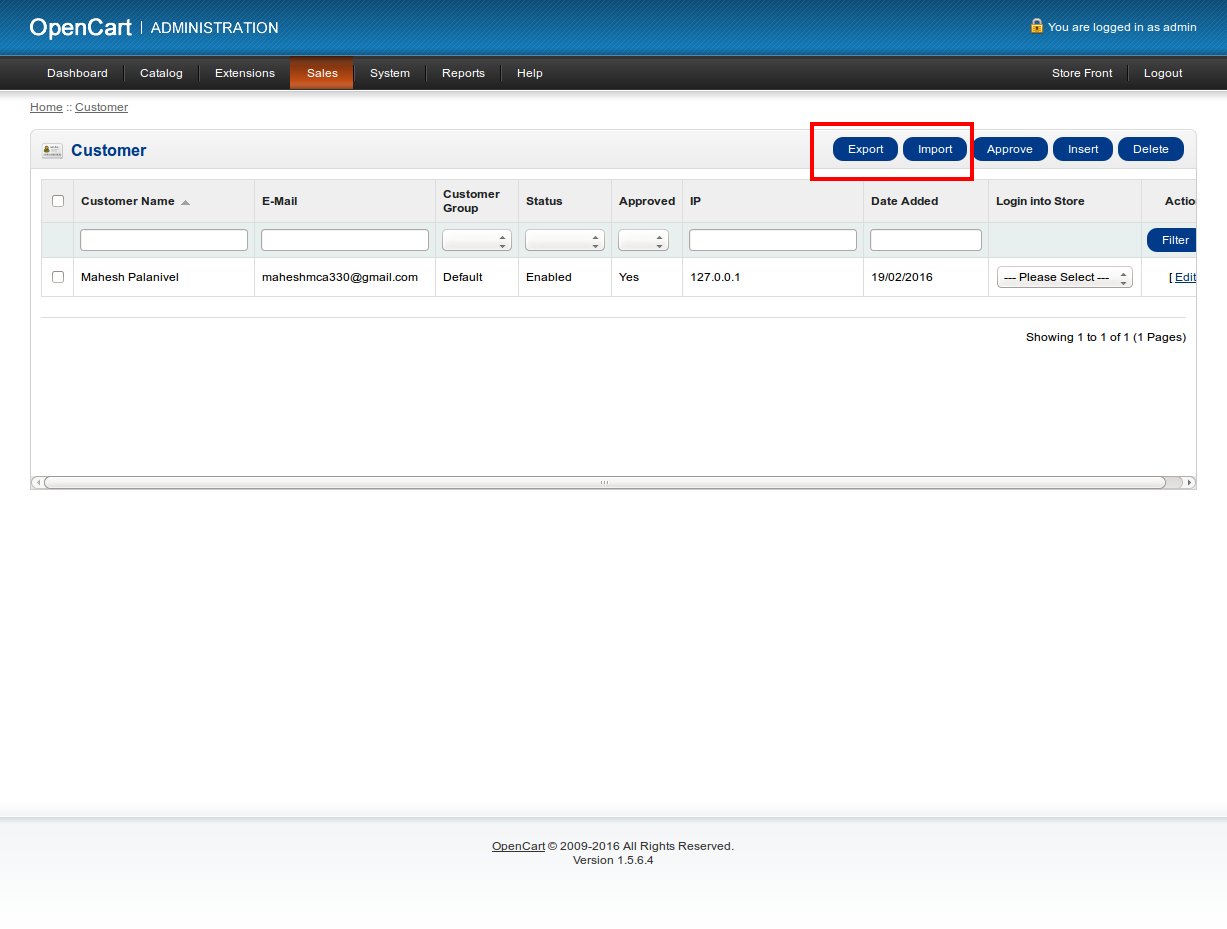 OpenCart | ADMINISTRATION
You are logged in as admin
Dashboard Catalog Extensions Sales System Reports Help Store Front Logout
Home :: Customer
Customer
Export Import Approve Insert Delete
Customer Name E-Mail Customer Group Status Approved IP Date Added Login into Store Actio
Filter
Mahesh Palanivel maheshmca330@gmail.com Default Enabled Yes 127.0.0.1 19/02/2016 --- Please Select --- [ Edit
Showing 1 to 1 of 1 (1 Pages)
OpenCart © 2009-2016 All Rights Reserved.
Version 1.5.6.4